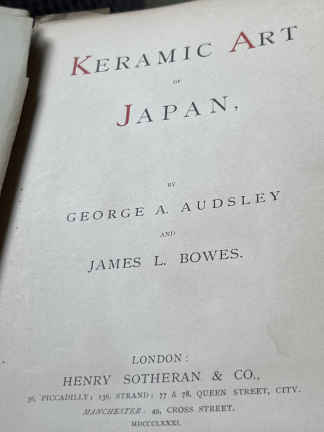 KERAMIC ART
OF
JAPAN,
BY
GEORGE A. AUDSLEY
AND
JAMES L. BOWES.
LONDON:
HENRY SOTHERAN & CO.,
36, PICCADILLY; 136, STRAND; 77 & 78, QUEEN STREET, CITY.
MANCHESTER: 49, CROSS STREET.
MDCCCLXXXI.